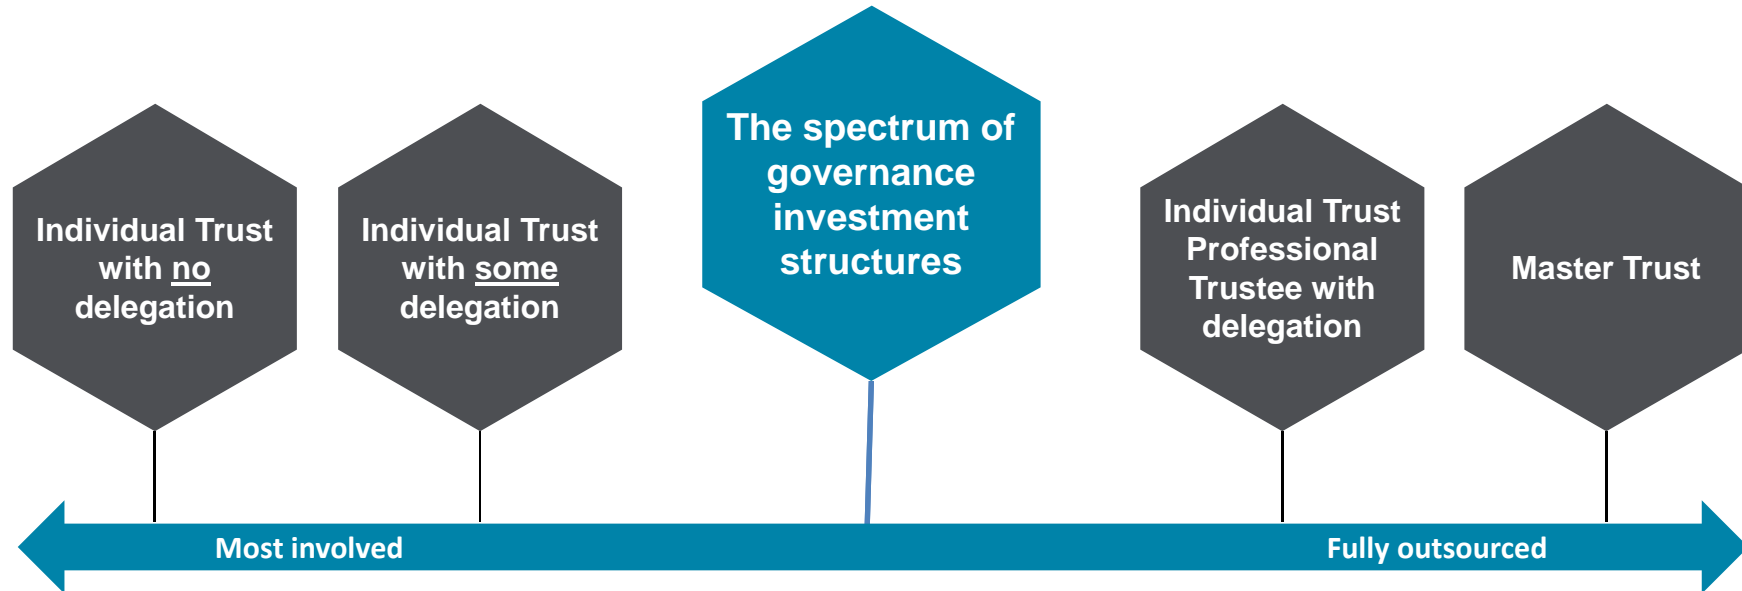 Individual Trust
with no
delegation
Individual Trust
with some
delegation
The spectrum of
governance
investment
structures
Individual Trust
Professional
Trustee with
delegation
Master Trust
Most involved
Fully outsourced